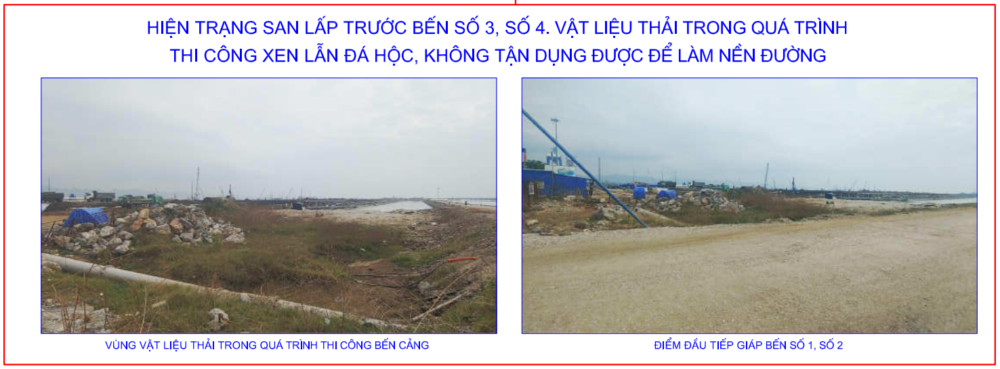 HIỆN TRẠNG SAN LẤP TRƯỚC BẾN SỐ 3, SỐ 4. VẬT LIỆU THẢI TRONG QUÁ TRÌNH
THI CÔNG XEN LẪN ĐÁ HỘC, KHÔNG TẬN DỤNG ĐƯỢC ĐỂ LÀM NỀN ĐƯỜNG
VÙNG VẬT LIỆU THẢI TRONG QUÁ TRÌNH THI CÔNG BẾN CẢNG
ĐIỂM ĐẦU TIẾP GIÁP BẾN SỐ 1, SỐ 2